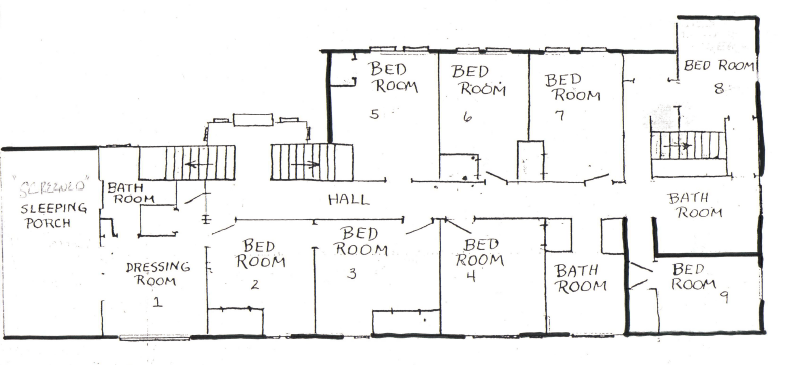 BED
ROOM
5
BED
ROOM
6
BED
ROOM
7
BED ROOM
8
"SCREENED"
SLEEPING
PORCH
BATH
ROOM
HALL
BATH
ROOM
DRESSING
ROOM
1
BED
ROOM
2
BED
ROOM
3
BED
ROOM
4
BATH
ROOM
BED
ROOM 9